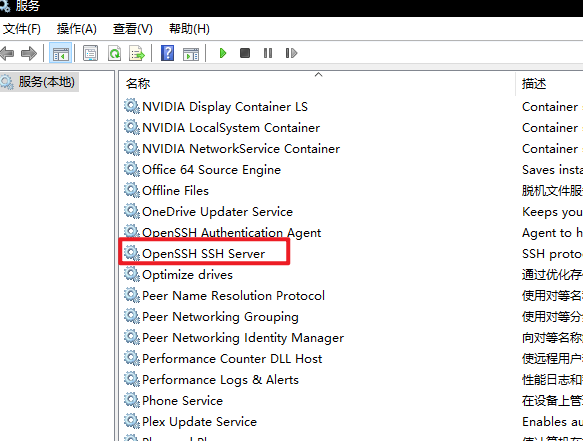 服务
文件(F) 操作(A) 查看(V) 帮助(H)
服务(本地)
名称 描述
NVIDIA Display Container LS Container
NVIDIA LocalSystem Container Container
NVIDIA NetworkService Container Container
Office 64 Source Engine Saves insta
Offline Files 脱机文件服
OneDrive Updater Service Keeps you
OpenSSH Authentication Agent Agent to h
OpenSSH SSH Server SSH proto
Optimize drives 通过优化存
Peer Name Resolution Protocol 使用对等名
Peer Networking Grouping 使用对等分
Peer Networking Identity Manager 向对等名称
Performance Counter DLL Host 使远程用户
Performance Logs & Alerts 性能日志和
Phone Service 在设备上管
Plex Update Service Enables au